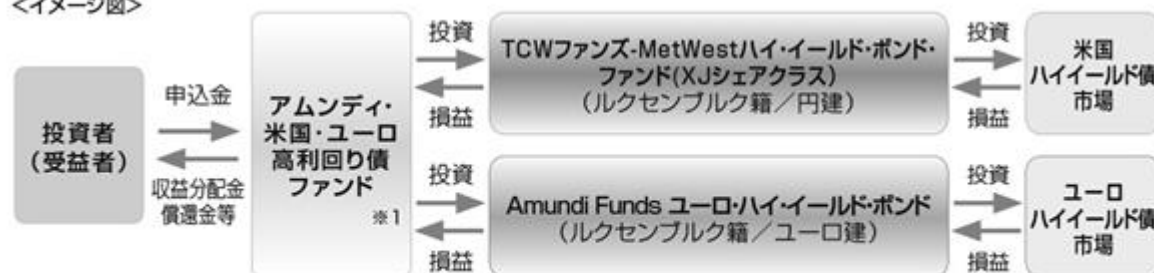 <イメージ図>
投資者
（受益者）
申込金
収益分配金
償還金等
アムンディ・
米国・ユーロ
高利回り債
ファンド
※1
投資
損益
TCWファンズ-MetWestハイ・イールド・ボンド・
ファンド(XJシェアクラス)
（ルクセンブルク籍／円建）
投資
損益
米国
ハイイールド債
市場
投資
損益
Amundi Funds ユーロ・ハイ・イールド・ボンド
（ルクセンブルク籍／ユーロ建）
投資
損益
ユーロ
ハイイールド債
市場